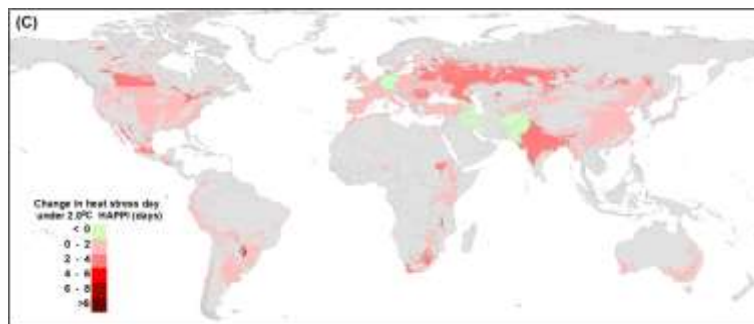 (C)
Change in heat stress day
under 2.0⁰C HAPPI (days)
< 0
0 - 2
2 - 4
4 - 6
6 - 8
>8